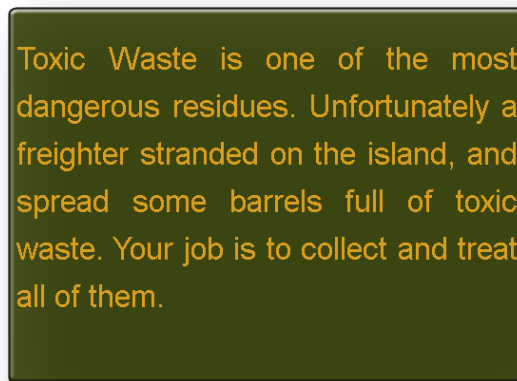 Toxic Waste is one of the most
dangerous residues. Unfortunately a
freighter stranded on the island, and
spread some barrels full of toxic
waste. Your job is to collect and treat
all of them.